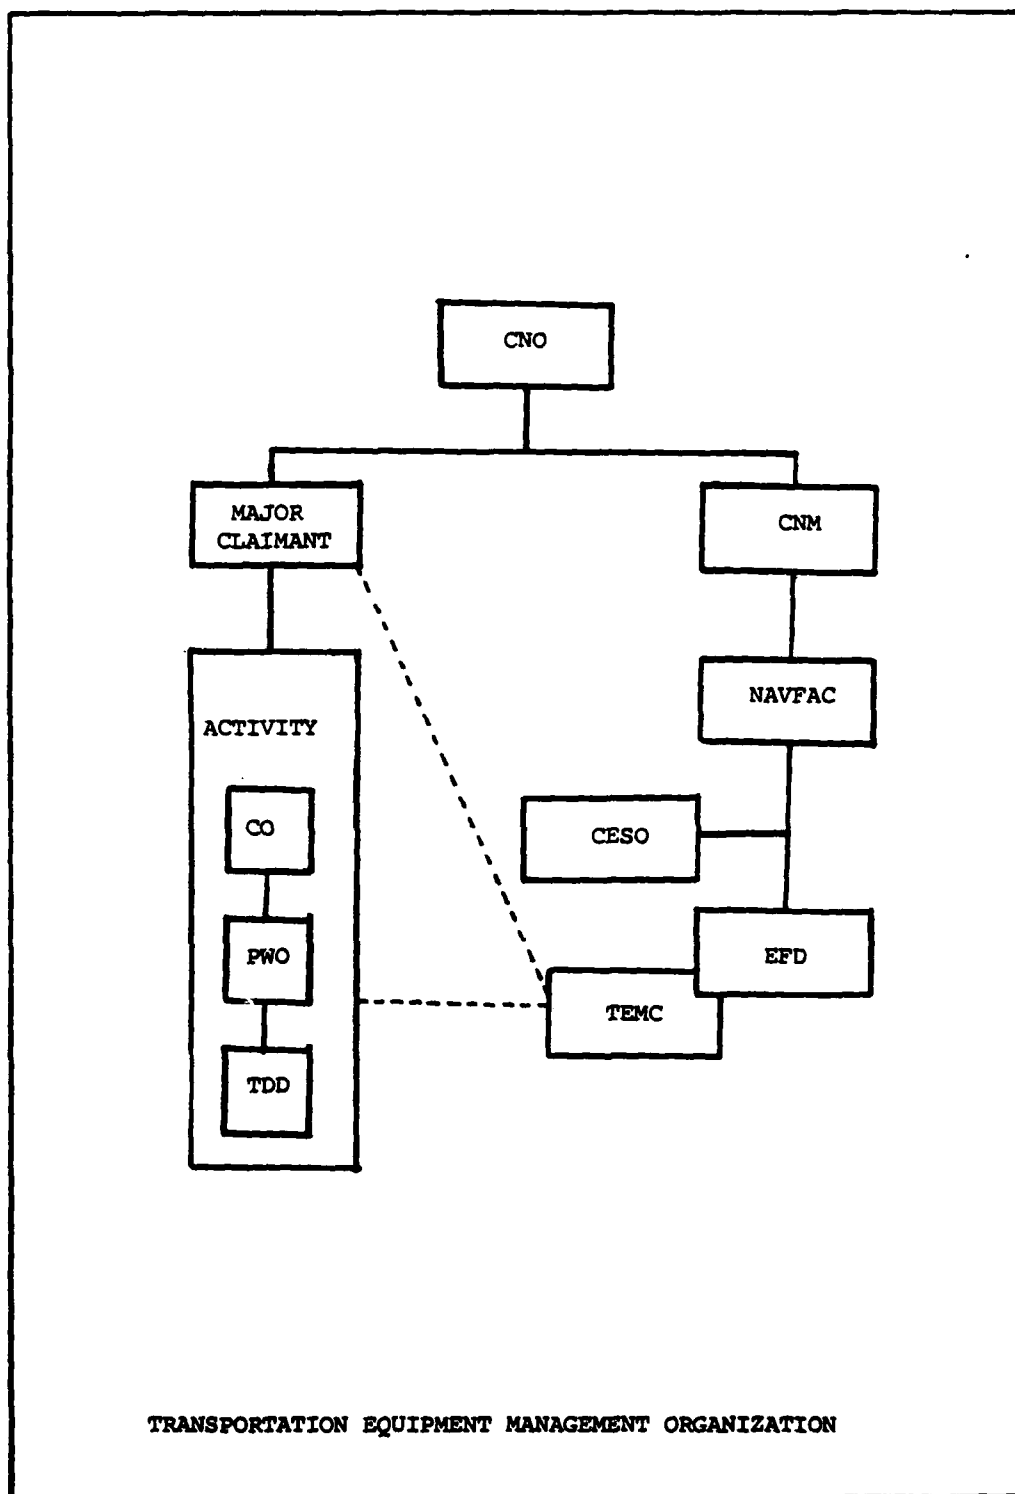 CNO
MAJOR
CLAIMANT
CNM
NAVFAC
ACTIVITY
CO
CESO
PWO
EFD
TEMC
TDD
TRANSPORTATION EQUIPMENT MANAGEMENT ORGANIZATION